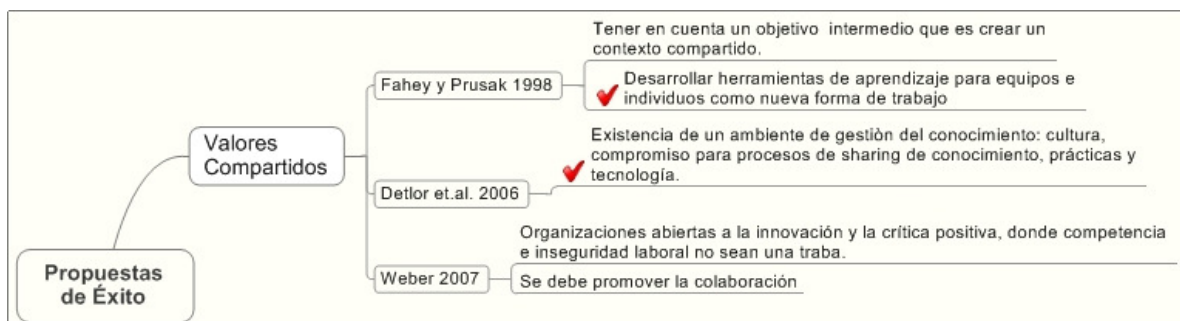 Tener en cuenta un objetivo intermedio que es crear un
contexto compartido.
Fahey y Prusak 1998
Desarrollar herramientas de aprendizaje para equipos e
individuos como nueva forma de trabajo
Valores
Compartidos
Existencia de un ambiente de gestiòn del conocimiento: cultura,
compromiso para procesos de sharing de conocimiento, prácticas y
tecnología.
Detlor et.al. 2006
Organizaciones abiertas a la innovación y la crítica positiva, donde competencia
e inseguridad laboral no sean una traba.
Weber 2007
Se debe promover la colaboración
Propuestas
de Éxito